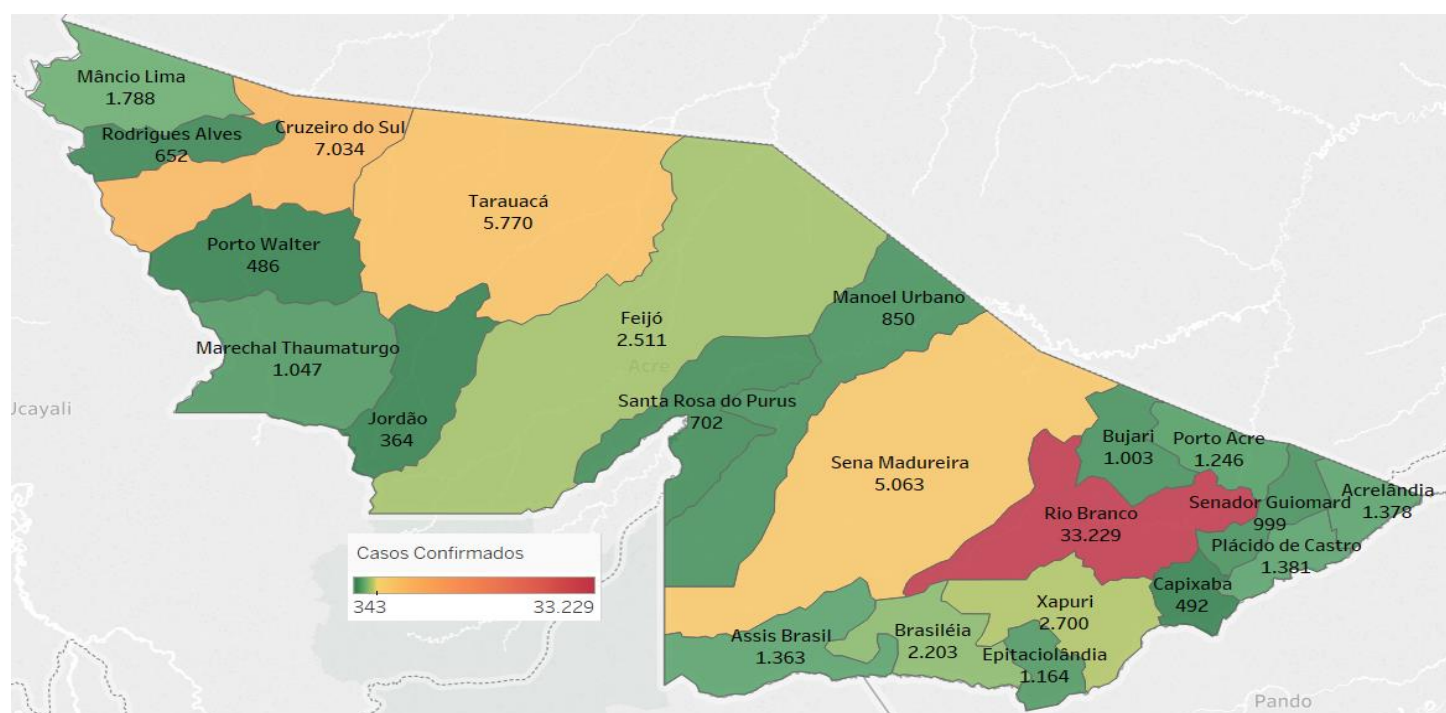 Mâncio Lima
1.788
Rodrigues Alves
652
Cruzeiro do Sul
7.034
Tarauacá
5.770
Porto Walter
486
Marechal Thaumaturgo
1.047
Jordão
364
Feijó
2.511
Acre
Manoel Urbano
850
Santa Rosa do Purus
702
Sena Madureira
5.063
Bujari
1.003
Porto Acre
1.246
Rio Branco
33.229
Senador Guiomard
999
Acrelândia
1.378
Plácido de Castro
1.381
Capixaba
492
Xapuri
2.700
Assis Brasil
1.363
Brasiléia
2.203
Epitaciolândia
1.164
Ucayali
Pando
Casos Confirmados
343
33.229